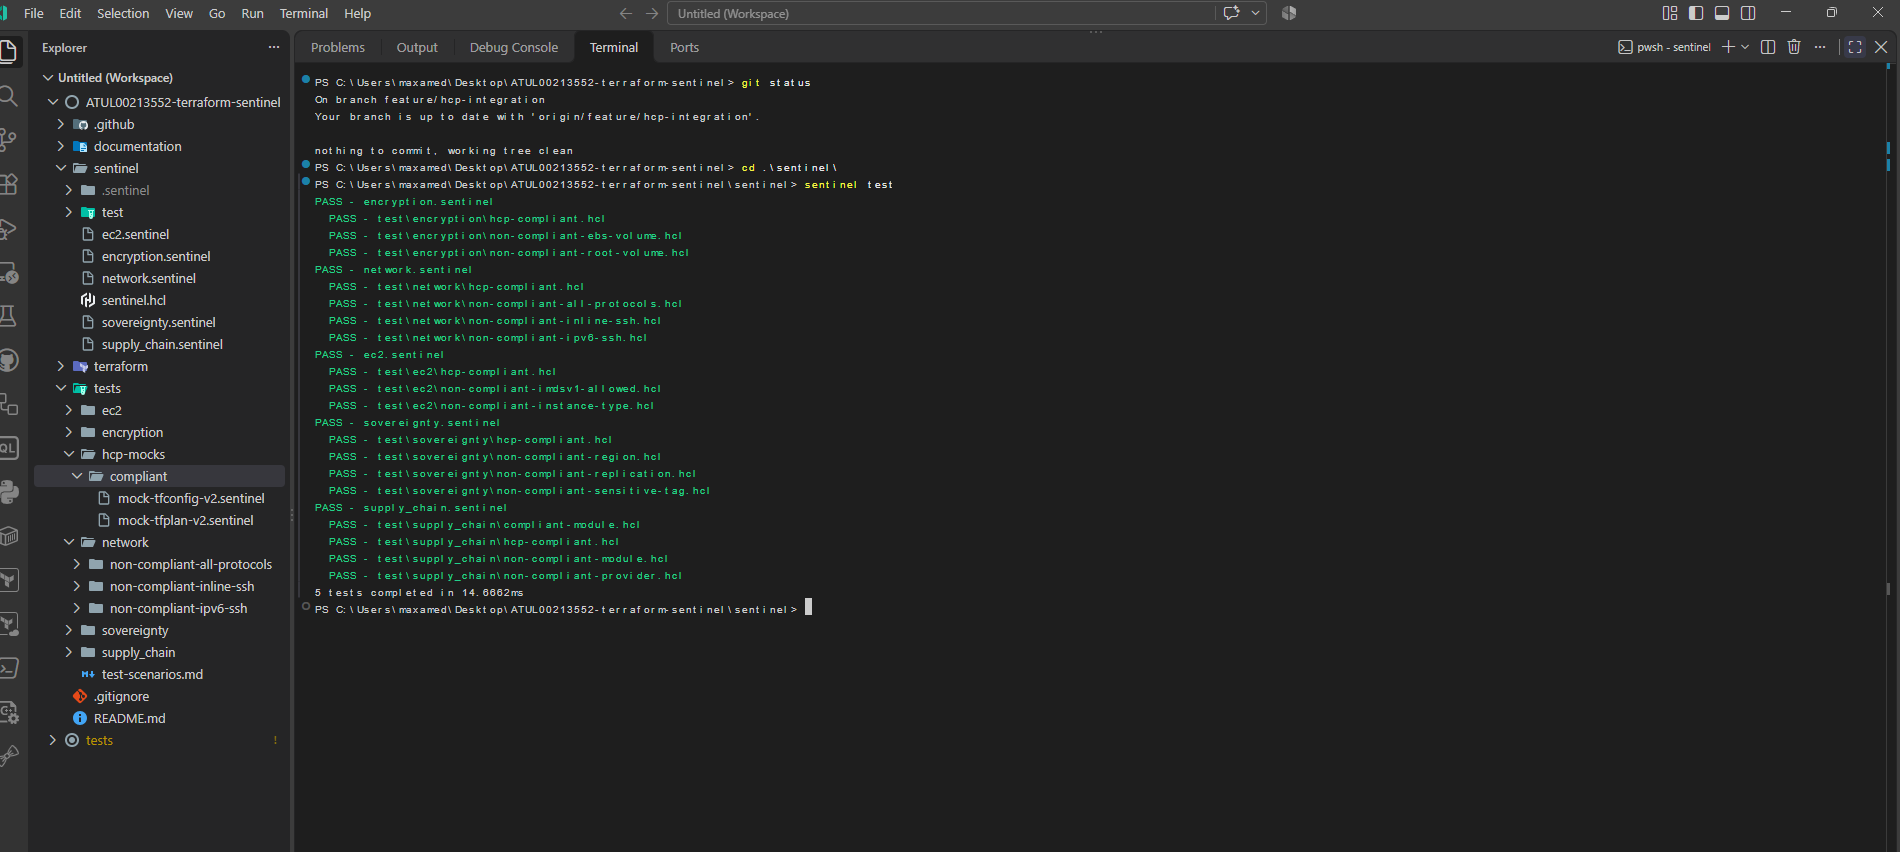 File Edit Selection View Go Run Terminal Help
Untitled (Workspace)
Explorer
Untitled (Workspace)
ATUL00213552-terraform-sentinel
.github
documentation
sentinel
.sentinel
test
ec2.sentinel
encryption.sentinel
network.sentinel
sentinel.hcl
sovereignty.sentinel
supply_chain.sentinel
terraform
tests
ec2
encryption
hcp-mocks
compliant
mock-tfconfig-v2.sentinel
mock-tfplan-v2.sentinel
network
non-compliant-all-protocols
non-compliant-inline-ssh
non-compliant-ipv6-ssh
sovereignty
supply_chain
test-scenarios.md
.gitignore
README.md
tests !
Problems Output Debug Console Terminal Ports
pwsh - sentinel
PS C:\Users\maxamed\Desktop\ATUL00213552-terraform-sentinel> git status
On branch feature/hcp-integration
Your branch is up to date with 'origin/feature/hcp-integration'.
nothing to commit, working tree clean
PS C:\Users\maxamed\Desktop\ATUL00213552-terraform-sentinel> cd .\sentinel\
PS C:\Users\maxamed\Desktop\ATUL00213552-terraform-sentinel\sentinel> sentinel test
PASS - encryption.sentinel
PASS - test\encryption\hcp-compliant.hcl
PASS - test\encryption\non-compliant-ebs-volume.hcl
PASS - test\encryption\non-compliant-root-volume.hcl
PASS - network.sentinel
PASS - test\network\hcp-compliant.hcl
PASS - test\network\non-compliant-all-protocols.hcl
PASS - test\network\non-compliant-inline-ssh.hcl
PASS - test\network\non-compliant-ipv6-ssh.hcl
PASS - ec2.sentinel
PASS - test\ec2\hcp-compliant.hcl
PASS - test\ec2\non-compliant-imdsv1-allowed.hcl
PASS - test\ec2\non-compliant-instance-type.hcl
PASS - sovereignty.sentinel
PASS - test\sovereignty\hcp-compliant.hcl
PASS - test\sovereignty\non-compliant-region.hcl
PASS - test\sovereignty\non-compliant-replication.hcl
PASS - test\sovereignty\non-compliant-sensitive-tag.hcl
PASS - supply_chain.sentinel
PASS - test\supply_chain\compliant-module.hcl
PASS - test\supply_chain\hcp-compliant.hcl
PASS - test\supply_chain\non-compliant-module.hcl
PASS - test\supply_chain\non-compliant-provider.hcl
5 tests completed in 14.6662ms
PS C:\Users\maxamed\Desktop\ATUL00213552-terraform-sentinel\sentinel>